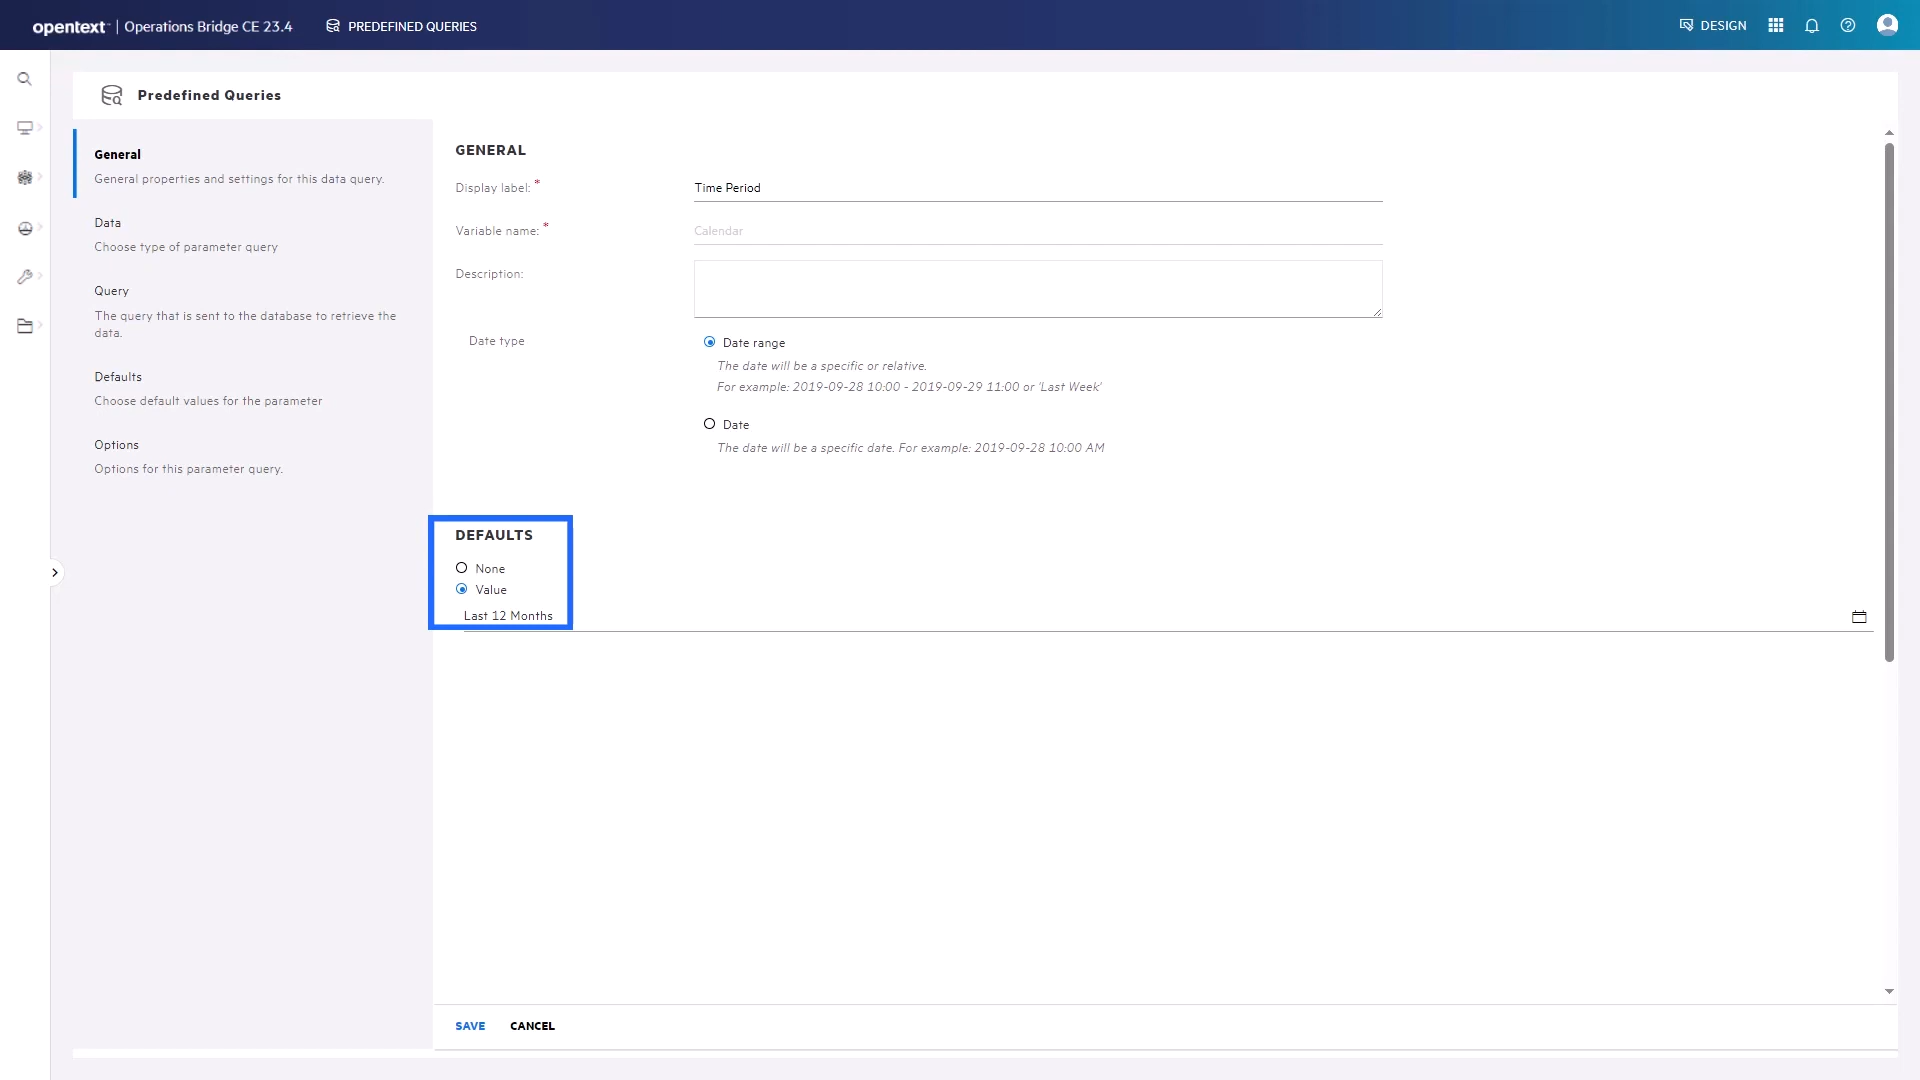 opentext™ | Operations Bridge CE 23.4
PREDEFINED QUERIES
DESIGN
Predefined Queries
General
General properties and settings for this data query.
Data
Choose type of parameter query
Query
The query that is sent to the database to retrieve the
data.
Defaults
Choose default values for the parameter
Options
Options for this parameter query.
GENERAL
Display label: *
Time Period
Variable name: *
Calendar
Description:
Date type
Date range
The date will be a specific or relative.
For example: 2019-09-28 10:00 - 2019-09-29 11:00 or 'Last Week'
Date
The date will be a specific date. For example: 2019-09-28 10:00 AM
DEFAULTS
None
Value
Last 12 Months
SAVE
CANCEL